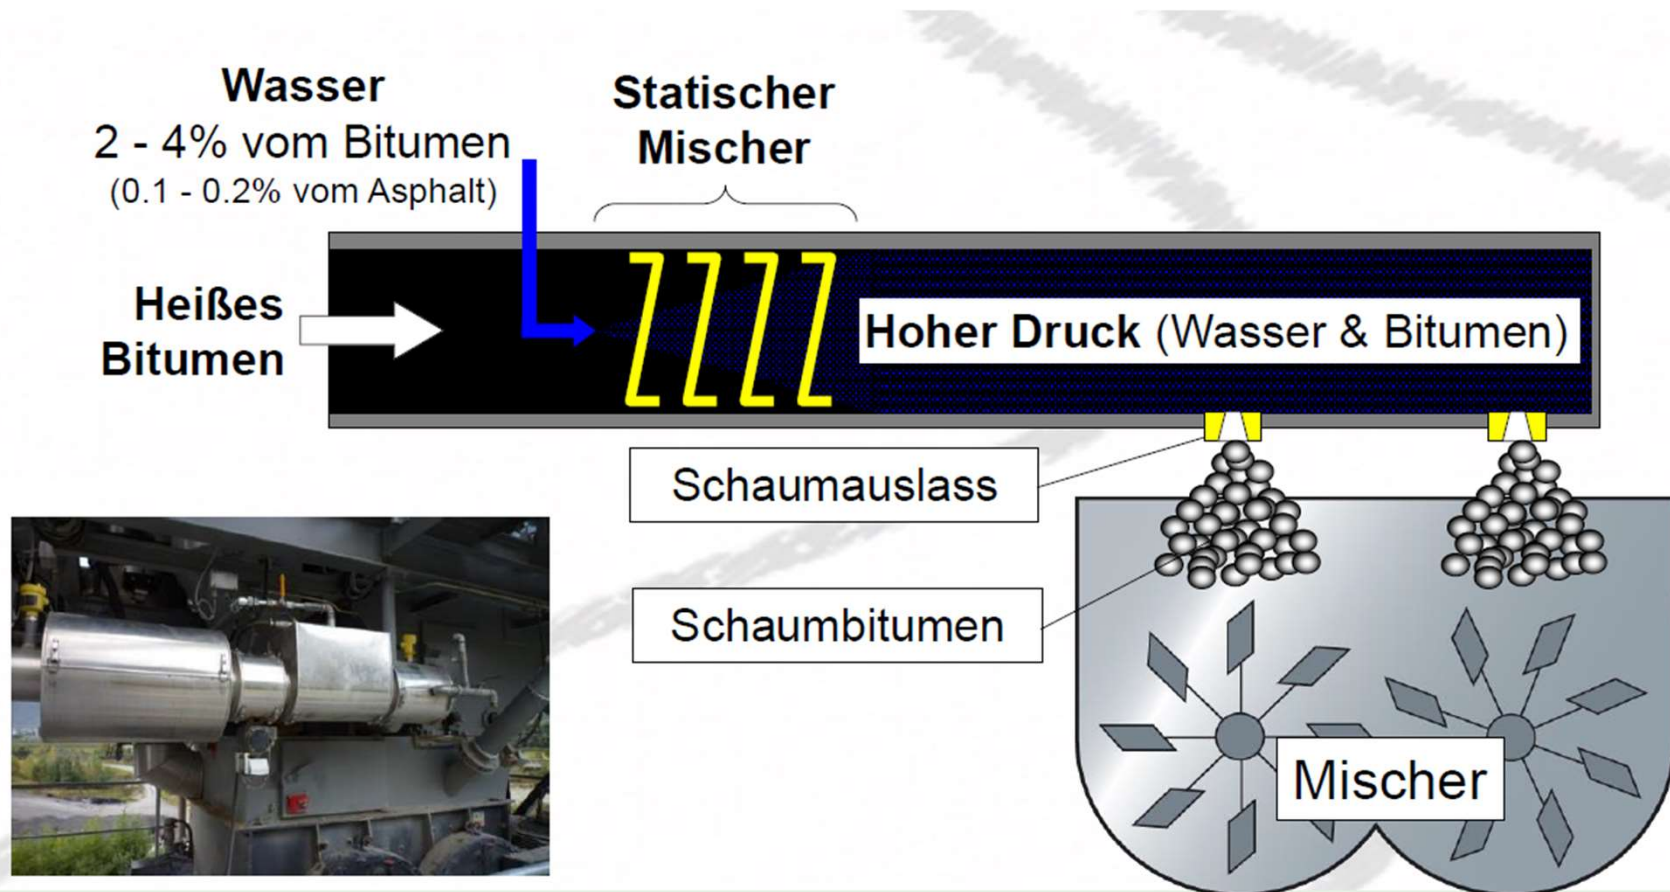 Wasser
2 - 4% vom Bitumen
(0.1 - 0.2% vom Asphalt)
Statischer
Mischer
Heißes
Bitumen
Hoher Druck (Wasser & Bitumen)
Schaumauslass
Schaumbitumen
Mischer